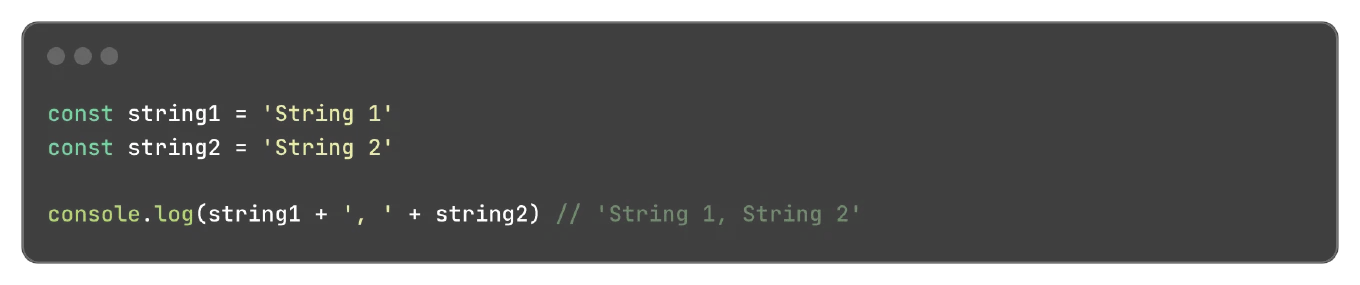 const string1 = 'String 1'
const string2 = 'String 2'
console.log(string1 + ', ' + string2) // 'String 1, String 2'